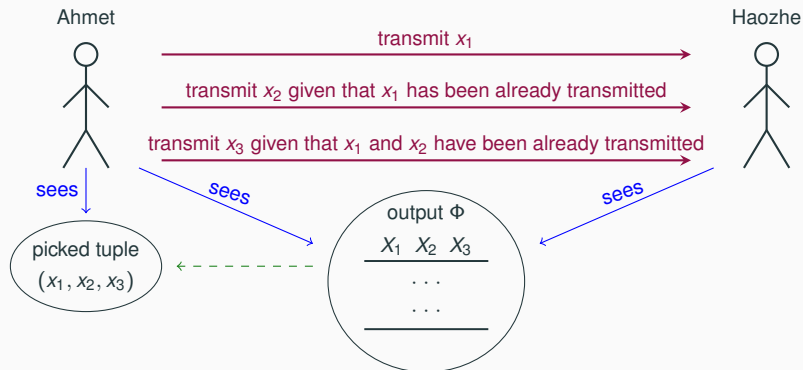 Ahmet
Haozhe
transmit x₁
transmit x₂ given that x₁ has been already transmitted
transmit x₃ given that x₁ and x₂ have been already transmitted
sees
sees
sees
output Φ
X₁ X₂ X₃
. . .
. . .
picked tuple
(x₁, x₂, x₃)